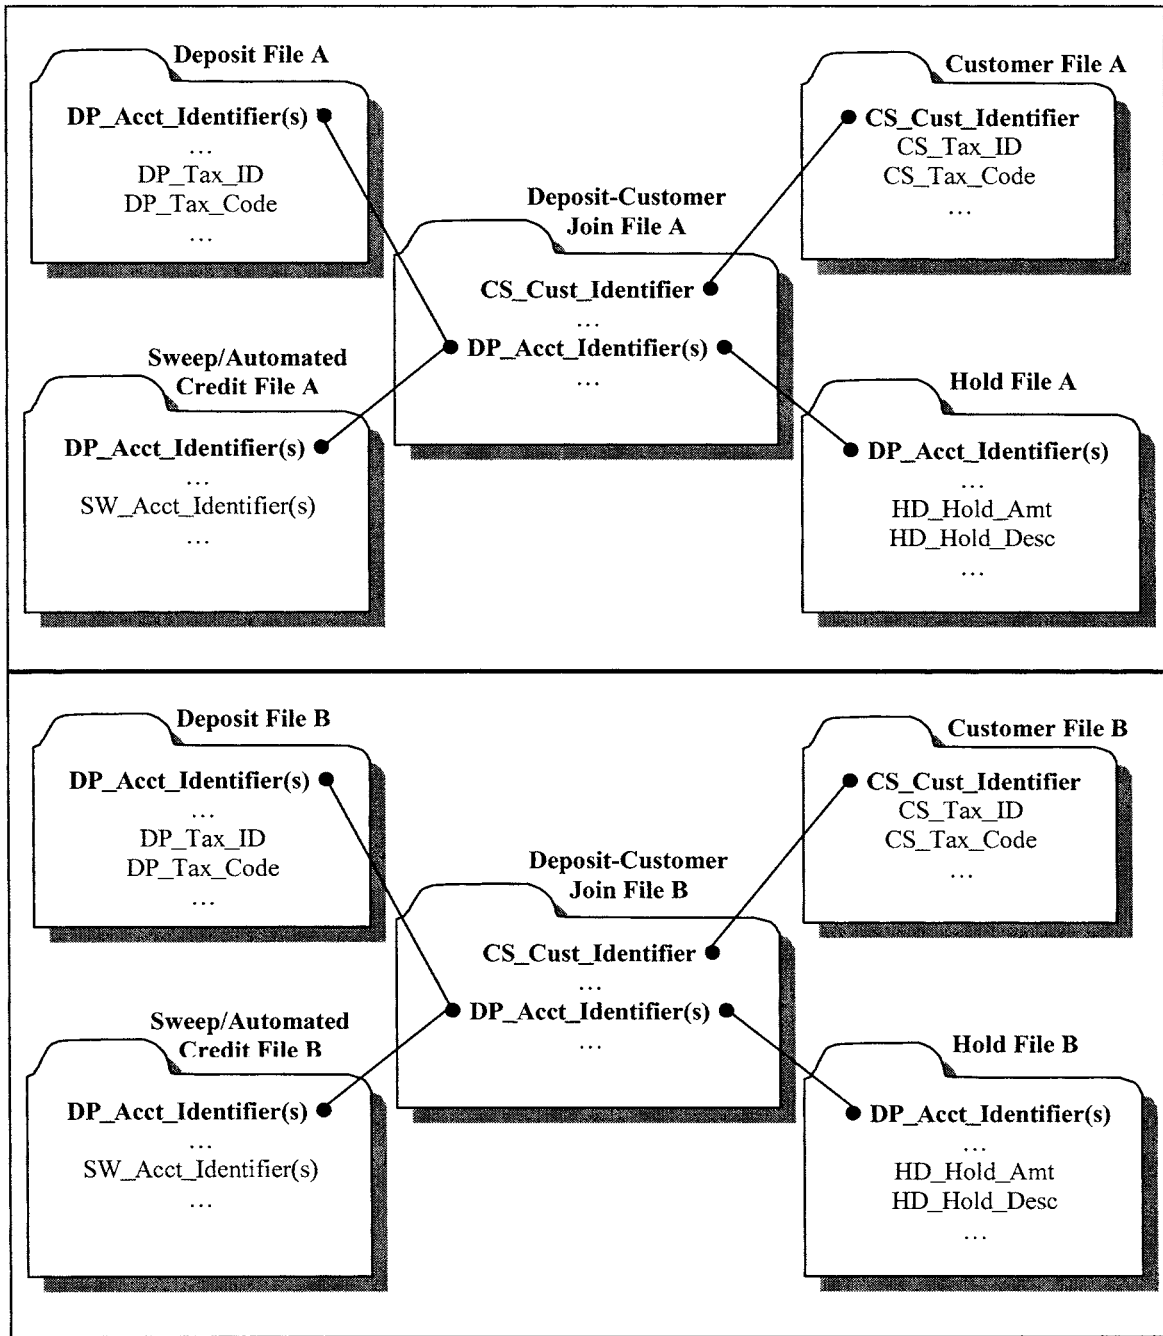 Deposit File A
DP_Acct_Identifier(s)
...
DP_Tax_ID
DP_Tax_Code
...
Customer File A
CS_Cust_Identifier
CS_Tax_ID
CS_Tax_Code
...
Deposit-Customer
Join File A
CS_Cust_Identifier
...
DP_Acct_Identifier(s)
...
Sweep/Automated
Credit File A
DP_Acct_Identifier(s)
...
SW_Acct_Identifier(s)
...
Hold File A
DP_Acct_Identifier(s)
...
HD_Hold_Amt
HD_Hold_Desc
...
Deposit File B
DP_Acct_Identifier(s)
...
DP_Tax_ID
DP_Tax_Code
...
Customer File B
CS_Cust_Identifier
CS_Tax_ID
CS_Tax_Code
...
Deposit-Customer
Join File B
CS_Cust_Identifier
...
DP_Acct_Identifier(s)
...
Sweep/Automated
Credit File B
DP_Acct_Identifier(s)
...
SW_Acct_Identifier(s)
...
Hold File B
DP_Acct_Identifier(s)
...
HD_Hold_Amt
HD_Hold_Desc
...